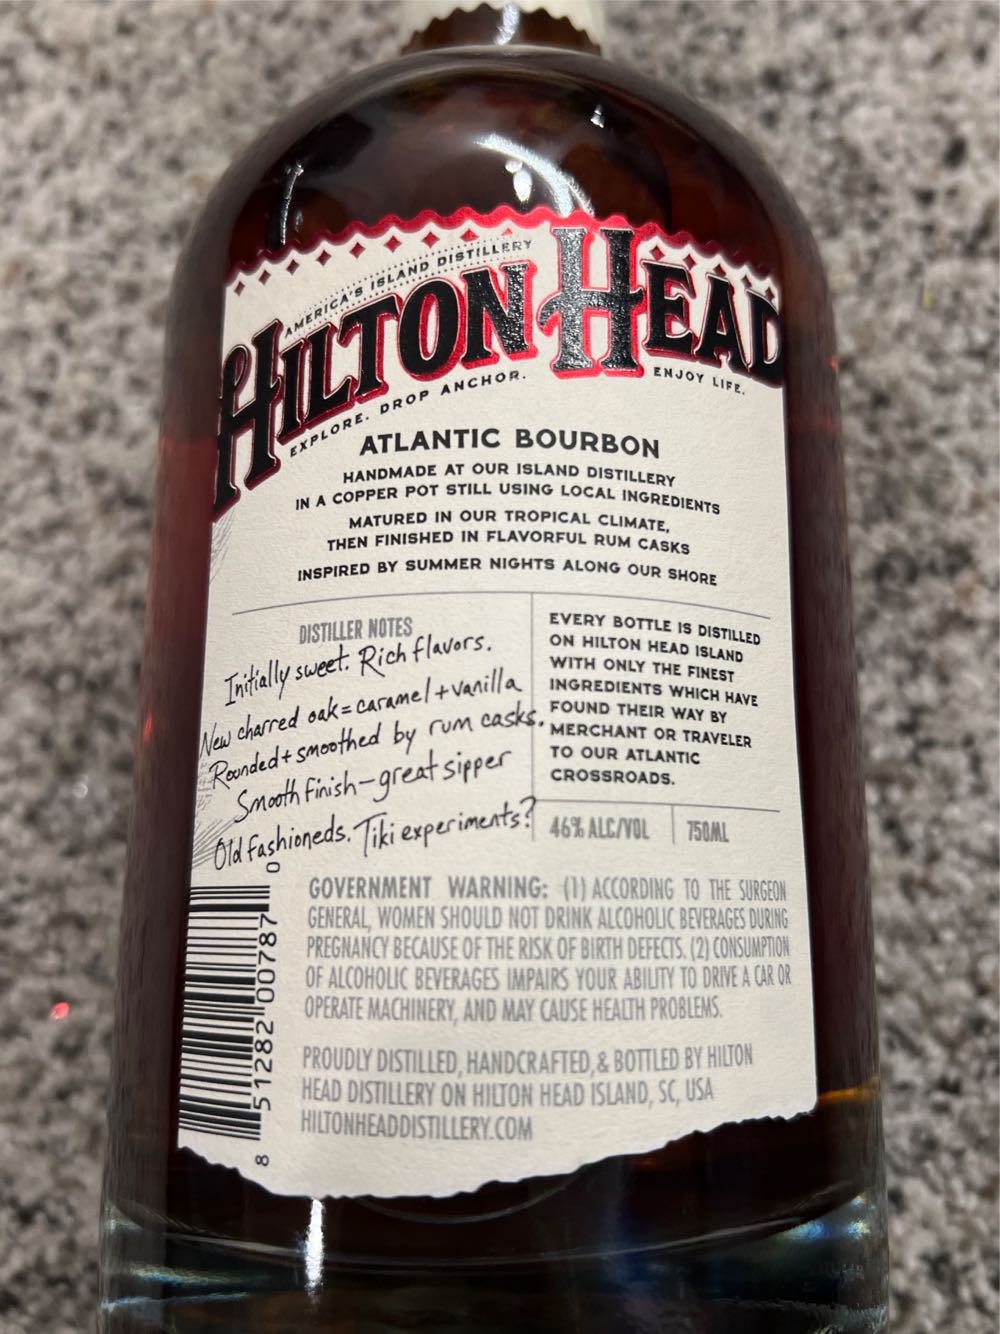 AMERICA'S ISLAND DISTILLERY
HILTON HEAD
EXPLORE. DROP ANCHOR. ENJOY LIFE.
ATLANTIC BOURBON
HANDMADE AT OUR ISLAND DISTILLERY
IN A COPPER POT STILL USING LOCAL INGREDIENTS
MATURED IN OUR TROPICAL CLIMATE,
THEN FINISHED IN FLAVORFUL RUM CASKS
INSPIRED BY SUMMER NIGHTS ALONG OUR SHORE
DISTILLER NOTES
Initially sweet. Rich flavors.
New charred oak = caramel + vanilla
Rounded + smoothed by rum casks.
Smooth finish - great sipper
Old fashioneds. Tiki experiments?
EVERY BOTTLE IS DISTILLED
ON HILTON HEAD ISLAND
WITH ONLY THE FINEST
INGREDIENTS WHICH HAVE
FOUND THEIR WAY BY
MERCHANT OR TRAVELER
TO OUR ATLANTIC
CROSSROADS.
46% ALC/VOL 750ML
GOVERNMENT WARNING: (1) ACCORDING TO THE SURGEON
GENERAL, WOMEN SHOULD NOT DRINK ALCOHOLIC BEVERAGES DURING
PREGNANCY BECAUSE OF THE RISK OF BIRTH DEFECTS. (2) CONSUMPTION
OF ALCOHOLIC BEVERAGES IMPAIRS YOUR ABILITY TO DRIVE A CAR OR
OPERATE MACHINERY, AND MAY CAUSE HEALTH PROBLEMS.
PROUDLY DISTILLED, HANDCRAFTED, & BOTTLED BY HILTON
HEAD DISTILLERY ON HILTON HEAD ISLAND, SC, USA
HILTONHEADDISTILLERY.COM
8 51282 00787 0